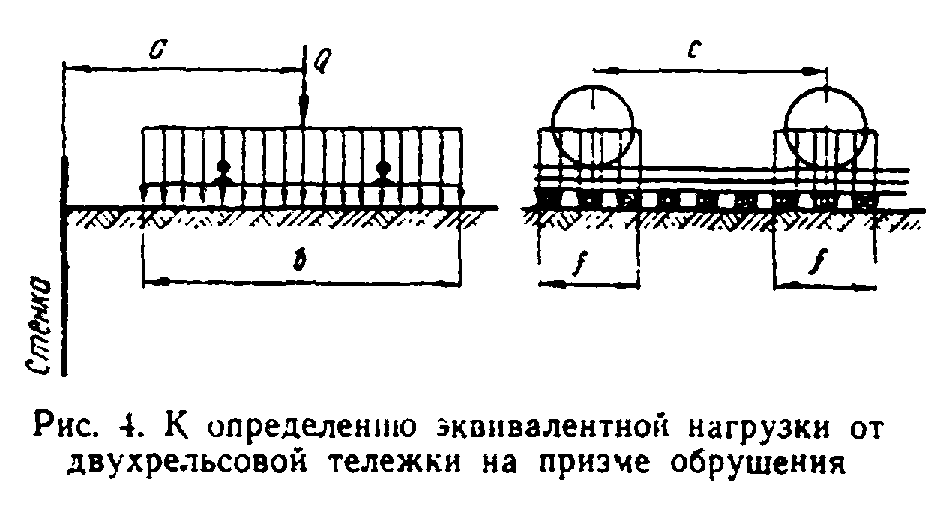 a Q c
b f f
Стенка
Рис. 4. К определению эквивалентной нагрузки от
двухрельсовой тележки на призме обрушения